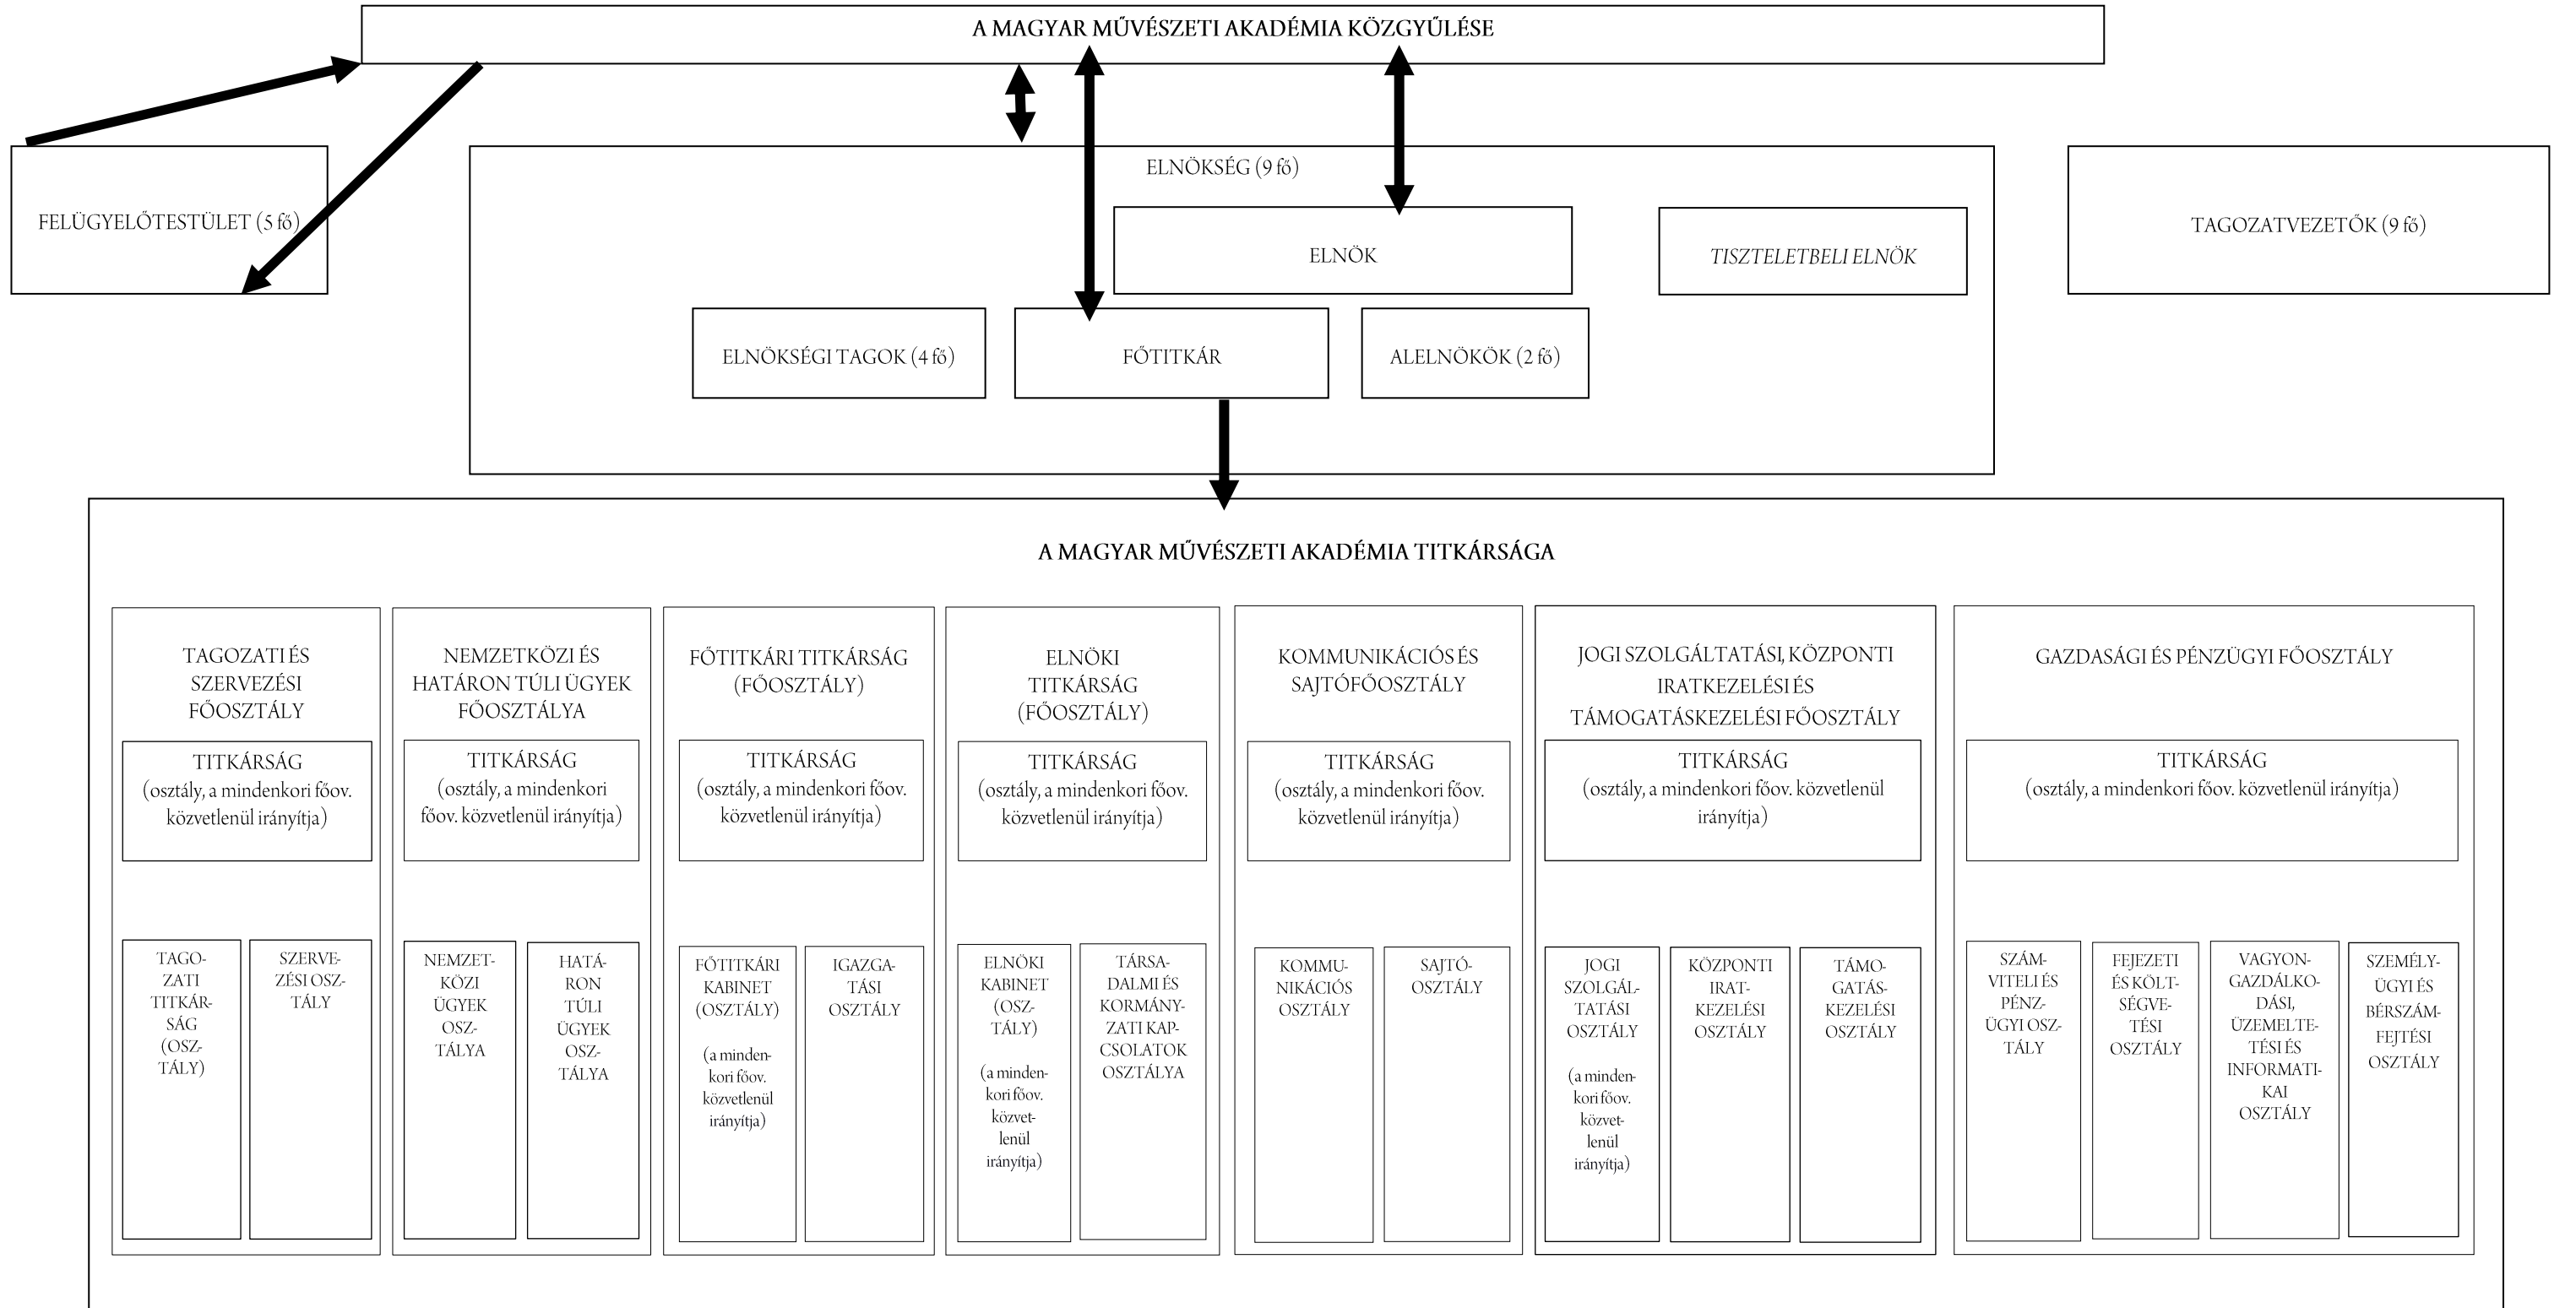 A MAGYAR MŰVÉSZETI AKADÉMIA KÖZGYŰLÉSE
FELÜGYELŐTESTÜLET (5 fő)
ELNÖKSÉG (9 fő)
ELNÖK
TISZTELETBELI ELNÖK
ELNÖKSÉGI TAGOK (4 fő)
FŐTITKÁR
ALELNÖKÖK (2 fő)
TAGOZATVEZETŐK (9 fő)
A MAGYAR MŰVÉSZETI AKADÉMIA TITKÁRSÁGA
TAGOZATI ÉS
SZERVEZÉSI
FŐOSZTÁLY
TITKÁRSÁG
(osztály, a mindenkori főov.
közvetlenül irányítja)
TAGO-
ZATI
TITKÁR-
SÁG
(OSZ-
TÁLY)
SZERVE-
ZÉSI OSZ-
TÁLY
NEMZETKÖZI ÉS
HATÁRON TÚLI ÜGYEK
FŐOSZTÁLYA
TITKÁRSÁG
(osztály, a mindenkori
főov. közvetlenül irányítja)
NEMZET-
KÖZI
ÜGYEK
OSZ-
TÁLYA
HATÁ-
RON
TÚLI
ÜGYEK
OSZ-
TÁLYA
FŐTITKÁRI TITKÁRSÁG
(FŐOSZTÁLY)
TITKÁRSÁG
(osztály, a mindenkori főov.
közvetlenül irányítja)
FŐTITKÁRI
KABINET
(OSZTÁLY)
(a minden-
kori főov.
közvetlenül
irányítja)
IGAZGA-
TÁSI
OSZTÁLY
ELNÖKI
TITKÁRSÁG
(FŐOSZTÁLY)
TITKÁRSÁG
(osztály, a mindenkori főov.
közvetlenül irányítja)
ELNÖKI
KABINET
(OSZ-
TÁLY)
(a minden-
kori főov.
közvet-
lenül
irányítja)
TÁRSA-
DALMI ÉS
KORMÁNY-
ZATI KAP-
CSOLATOK
OSZTÁLYA
KOMMUNIKÁCIÓS ÉS
SAJTÓFŐOSZTÁLY
TITKÁRSÁG
(osztály, a mindenkori főov.
közvetlenül irányítja)
KOMMU-
NIKÁCIÓS
OSZTÁLY
SAJTÓ-
OSZTÁLY
JOGI SZOLGÁLTATÁSI, KÖZPONTI
IRATKEZELÉSI ÉS
TÁMOGATÁSKEZELÉSI FŐOSZTÁLY
TITKÁRSÁG
(osztály, a mindenkori főov. közvetlenül
irányítja)
JOGI
SZOLGÁL-
TATÁSI
OSZTÁLY
(a minden-
kori főov.
közvet-
lenül
irányítja)
KÖZPONTI
IRAT-
KEZELÉSI
OSZTÁLY
TÁMO-
GATÁS-
KEZELÉSI
OSZTÁLY
GAZDASÁGI ÉS PÉNZÜGYI FŐOSZTÁLY
TITKÁRSÁG
(osztály, a mindenkori főov. közvetlenül irányítja)
SZÁM-
VITELI ÉS
PÉNZ-
ÜGYI OSZ-
TÁLY
FEJEZETI
ÉS KÖLT-
SÉGVE-
TÉSI
OSZTÁLY
VAGYON-
GAZDÁLKO-
DÁSI,
ÜZEMELTE-
TÉSI ÉS
INFORMATI-
KAI
OSZTÁLY
SZEMÉLY-
ÜGYI ÉS
BÉRSZÁM-
FEJTÉSI
OSZTÁLY